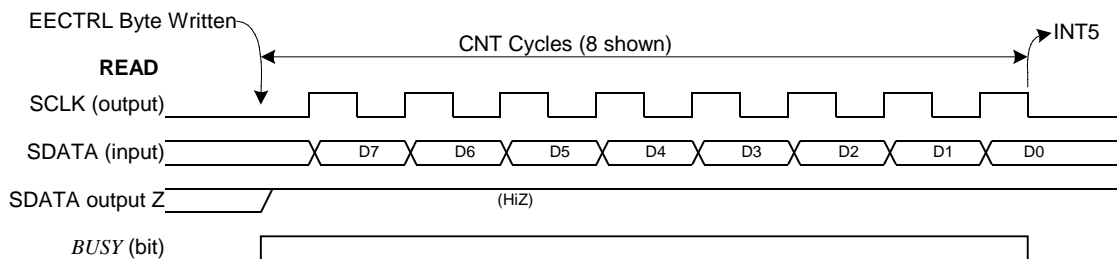 EECTRL Byte Written
CNT Cycles (8 shown)
INT5
READ
SCLK (output)
SDATA (input) D7 D6 D5 D4 D3 D2 D1 D0
SDATA output Z (HiZ)
BUSY (bit)